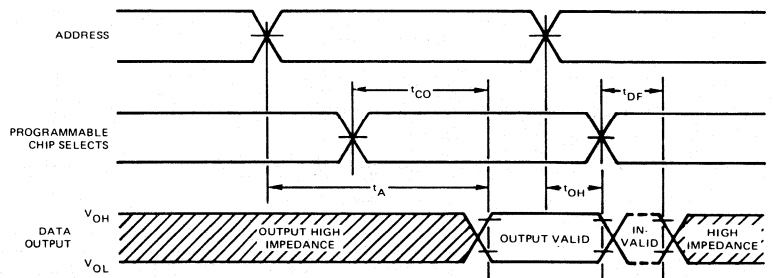 ADDRESS
tCO
tDF
PROGRAMMABLE
CHIP SELECTS
tA
tOH
VOH
DATA
OUTPUT
VOL
OUTPUT HIGH
IMPEDANCE
OUTPUT VALID
IN-
VALID
HIGH
IMPEDANCE